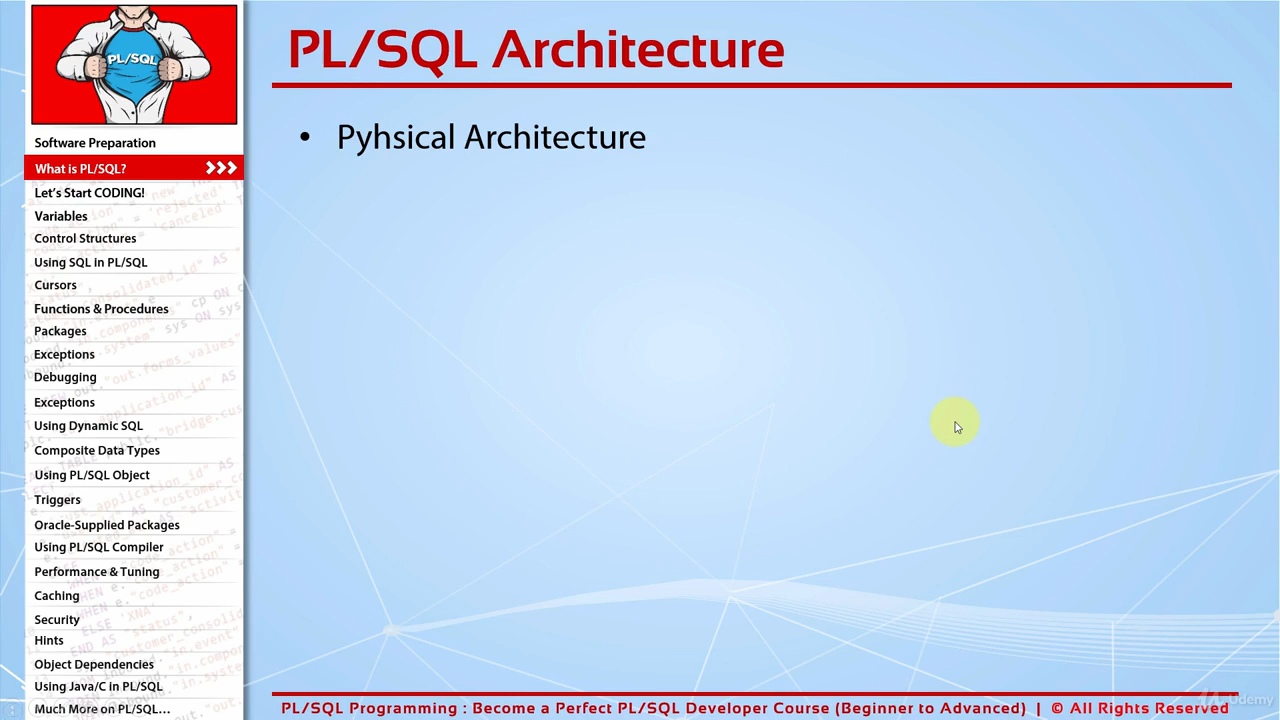 PL/SQL
Software Preparation
What is PL/SQL?
Let's Start CODING!
Variables
Control Structures
Using SQL in PL/SQL
Cursors
Functions & Procedures
Packages
Exceptions
Debugging
Exceptions
Using Dynamic SQL
Composite Data Types
Using PL/SQL Object
Triggers
Oracle-Supplied Packages
Using PL/SQL Compiler
Performance & Tuning
Caching
Security
Hints
Object Dependencies
Using Java/C in PL/SQL
Much More on PL/SQL...
PL/SQL Architecture
• Pyhsical Architecture
PL/SQL Programming : Become a Perfect PL/SQL Developer Course (Beginner to Advanced) | © All Rights Reserved
Udemy